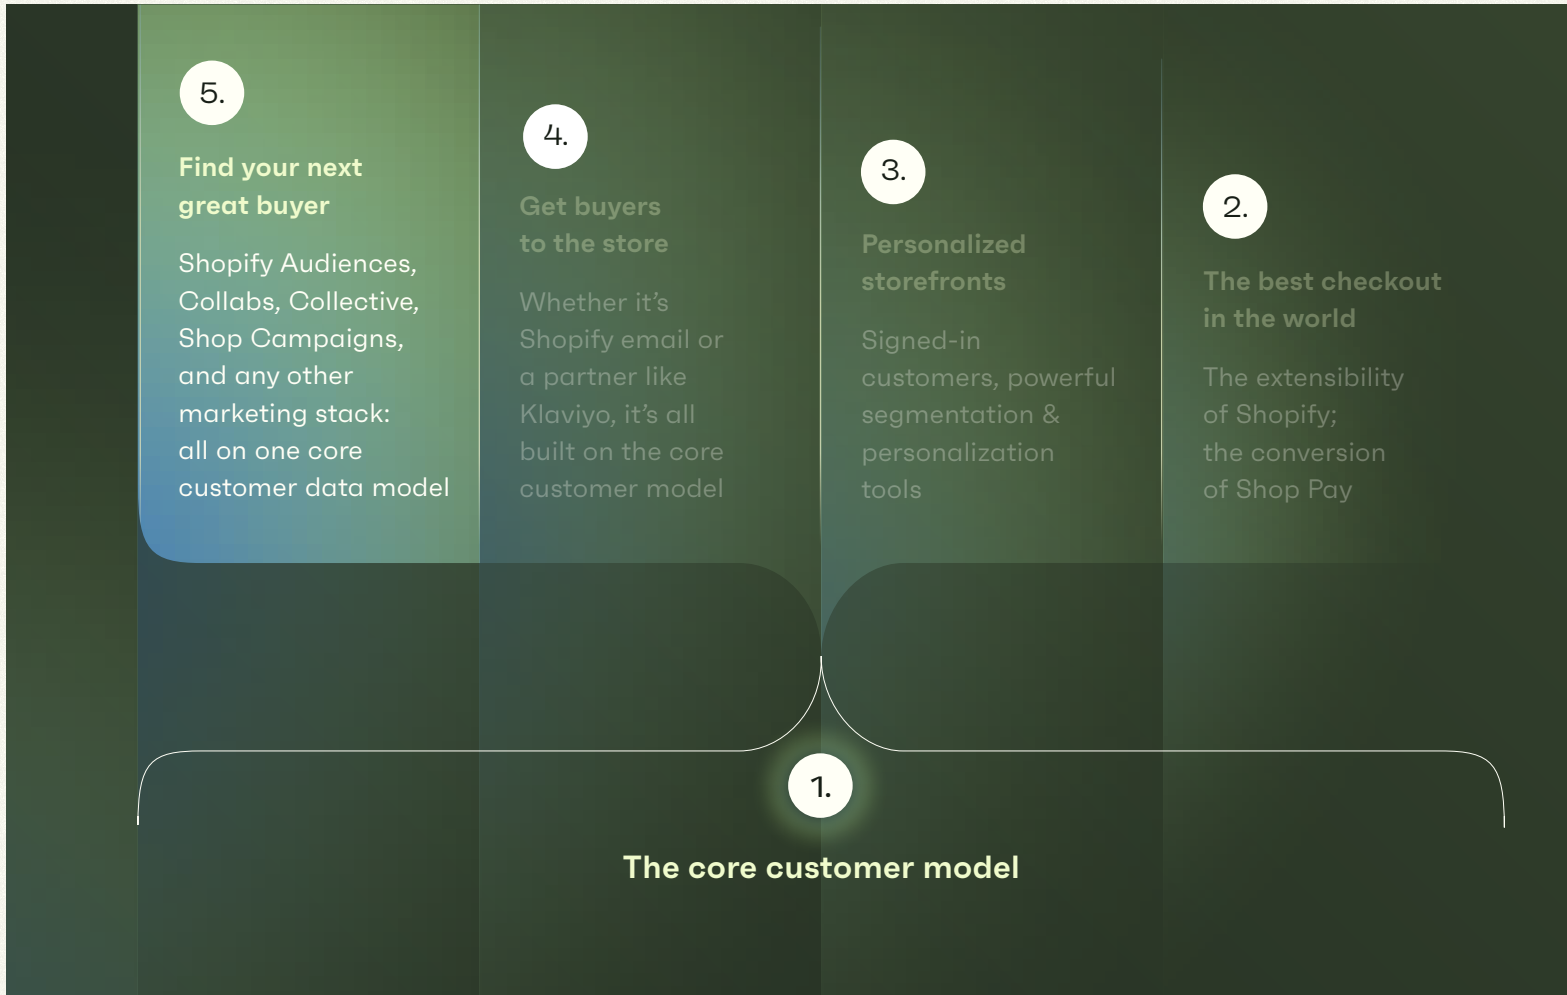 5.
Find your next
great buyer
Shopify Audiences,
Collabs, Collective,
Shop Campaigns,
and any other
marketing stack:
all on one core
customer data model
4.
Get buyers
to the store
Whether it’s
Shopify email or
a partner like
Klaviyo, it’s all
built on the core
customer model
3.
Personalized
storefronts
Signed-in
customers, powerful
segmentation &
personalization
tools
2.
The best checkout
in the world
The extensibility
of Shopify;
the conversion
of Shop Pay
1.
The core customer model